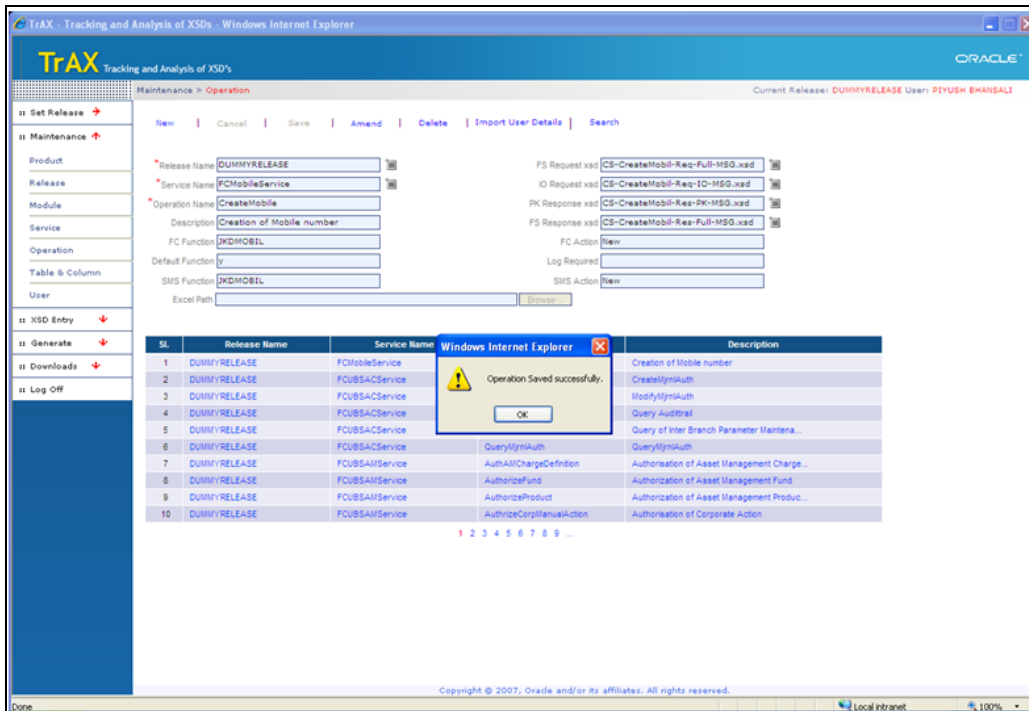 TrAX - Tracking and Analysis of XSDs - Windows Internet Explorer
TrAX Tracking and Analysis of XSD's
ORACLE
Maintenance > Operation
Current Release: DUMMYRELEASE User: PIYUSH BHANSALI
:: Set Release
:: Maintenance
Product
Release
Module
Service
Operation
Table & Column
User
:: XSD Entry
:: Generate
:: Downloads
:: Log Off
New | Cancel | Save | Amend | Delete | Import User Details | Search
*Release Name DUMMYRELEASE
FS Request xsd CS-CreateMobil-Req-Full-MSG.xsd
*Service Name FCMobileService
IO Request xsd CS-CreateMobil-Req-IO-MSG.xsd
*Operation Name CreateMobile
PK Response xsd CS-CreateMobil-Res-PK-MSG.xsd
Description Creation of Mobile number
FS Response xsd CS-CreateMobil-Res-Full-MSG.xsd
FC Function JKDMOBIL
FC Action New
Default Function y
Log Required
SMS Function JKDMOBIL
SMS Action New
Excel Path
Browse...
Sl. Release Name Service Name Description
1 DUMMYRELEASE FCMobileService Creation of Mobile number
2 DUMMYRELEASE FCUBSACService CreateMjrnlAuth
3 DUMMYRELEASE FCUBSACService ModifyMjrnlAuth
4 DUMMYRELEASE FCUBSACService Query Audittrail
5 DUMMYRELEASE FCUBSACService Query of Inter Branch Parameter Maintena...
6 DUMMYRELEASE FCUBSACService QueryMjrnlAuth QueryMjrnlAuth
7 DUMMYRELEASE FCUBSAMService AuthAMChargeDefinition Authorisation of Asset Management Charge...
8 DUMMYRELEASE FCUBSAMService AuthorizeFund Authorization of Asset Management Fund
9 DUMMYRELEASE FCUBSAMService AuthorizeProduct Authorization of Asset Management Produc...
10 DUMMYRELEASE FCUBSAMService AuthrizeCorpManualAction Authorisation of Corporate Action
1 2 3 4 5 6 7 8 9 ...
Windows Internet Explorer
Operation Saved successfully.
OK
Copyright © 2007, Oracle and/or its affiliates. All rights reserved.
Done
Local intranet
100%